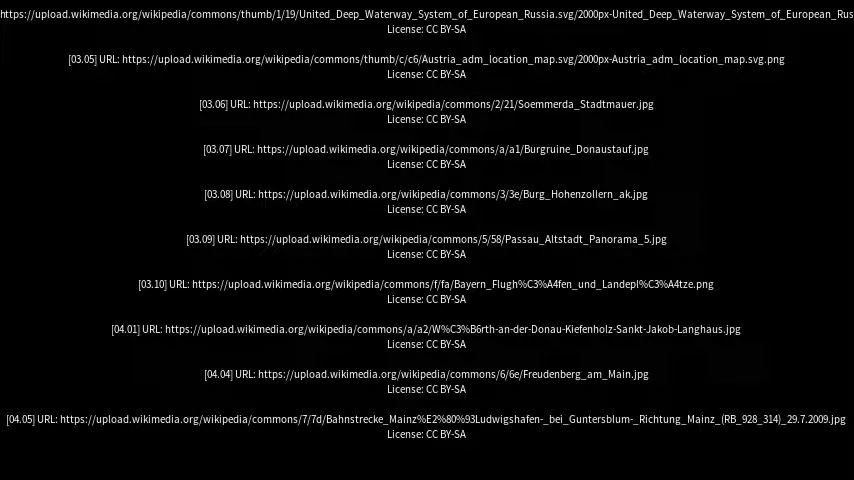 https://upload.wikimedia.org/wikipedia/commons/thumb/1/19/United_Deep_Waterway_System_of_European_Russia.svg/2000px-United_Deep_Waterway_System_of_European_Rus
License: CC BY-SA
[03.05] URL: https://upload.wikimedia.org/wikipedia/commons/thumb/c/c6/Austria_adm_location_map.svg/2000px-Austria_adm_location_map.svg.png
License: CC BY-SA
[03.06] URL: https://upload.wikimedia.org/wikipedia/commons/2/21/Soemmerda_Stadtmauer.jpg
License: CC BY-SA
[03.07] URL: https://upload.wikimedia.org/wikipedia/commons/a/a1/Burgruine_Donaustauf.jpg
License: CC BY-SA
[03.08] URL: https://upload.wikimedia.org/wikipedia/commons/3/3e/Burg_Hohenzollern_ak.jpg
License: CC BY-SA
[03.09] URL: https://upload.wikimedia.org/wikipedia/commons/5/58/Passau_Altstadt_Panorama_5.jpg
License: CC BY-SA
[03.10] URL: https://upload.wikimedia.org/wikipedia/commons/f/fa/Bayern_Flugh%C3%A4fen_und_Landepl%C3%A4tze.png
License: CC BY-SA
[04.01] URL: https://upload.wikimedia.org/wikipedia/commons/a/a2/W%C3%B6rth-an-der-Donau-Kiefenholz-Sankt-Jakob-Langhaus.jpg
License: CC BY-SA
[04.04] URL: https://upload.wikimedia.org/wikipedia/commons/6/6e/Freudenberg_am_Main.jpg
License: CC BY-SA
[04.05] URL: https://upload.wikimedia.org/wikipedia/commons/7/7d/Bahnstrecke_Mainz%E2%80%93Ludwigshafen-_bei_Guntersblum-_Richtung_Mainz_(RB_928_314)_29.7.2009.jpg
License: CC BY-SA